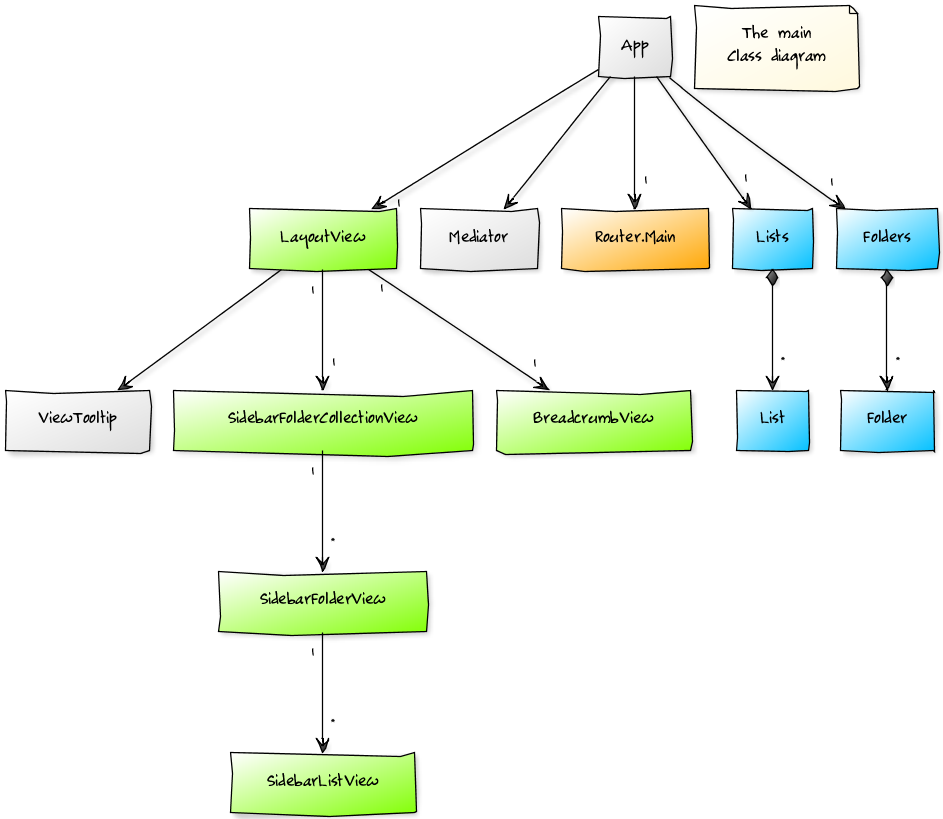 App
The main
Class diagram
1
1
1
1
LayoutView
Mediator
Router.Main
Lists
Folders
1
1
1
1
*
*
ViewTooltip
SidebarFolderCollectionView
BreadcrumbView
List
Folder
1
*
SidebarFolderView
1
*
SidebarListView